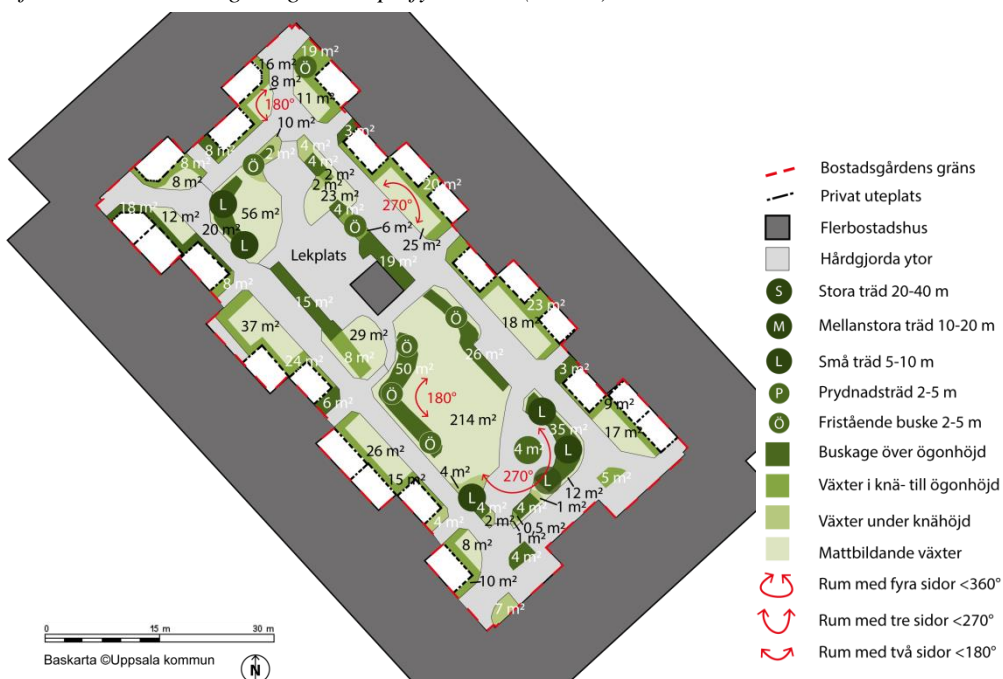 19 m²
16 m²
Ö
8 m²
11 m²
180°
10 m²
3 m²
8 m²
2 m²
4 m²
4 m²
8 m²
Ö
2 m²
20 m²
8 m²
2 m²
23 m²
270°
18 m²
L
56 m²
4 m²
12 m²
20 m²
Ö
6 m²
25 m²
L
Lekplats
19 m²
8 m²
15 m²
23 m²
37 m²
29 m²
Ö
18 m²
24 m²
8 m²
Ö
26 m²
50 m²
3 m²
6 m²
Ö
180°
214 m²
L
9 m²
35 m²
17 m²
26 m²
Ö
4 m²
L
15 m²
4 m²
270°
L
5 m²
L
12 m²
4 m²
4 m²
4 m²
1 m²
2 m²
0,5 m²
1 m²
8 m²
4 m²
10 m²
7 m²
0 15 m 30 m
Baskarta ©Uppsala kommun
N
Bostadsgårdens gräns
Privat uteplats
Flerbostadshus
Hårdgjorda ytor
S Stora träd 20-40 m
M Mellanstora träd 10-20 m
L Små träd 5-10 m
P Prydnadsträd 2-5 m
Ö Fristående buske 2-5 m
Buskage över ögonhöjd
Växter i knä- till ögonhöjd
Växter under knähöjd
Mattbildande växter
Rum med fyra sidor <360°
Rum med tre sidor <270°
Rum med två sidor <180°